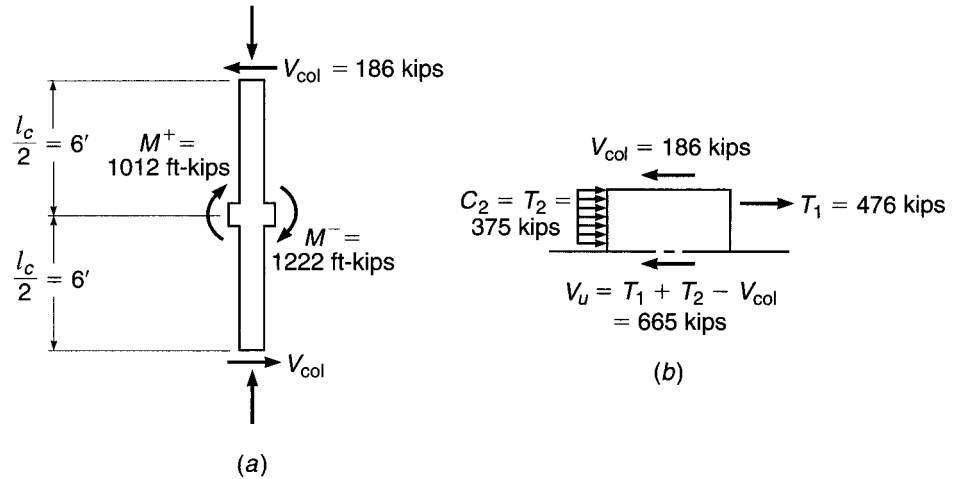 V_col = 186 kips
l_c/2 = 6′
M⁺ =
1012 ft-kips
M⁻ =
1222 ft-kips
l_c/2 = 6′
V_col
(a)
V_col = 186 kips
C₂ = T₂ =
375 kips
T₁ = 476 kips
V_u = T₁ + T₂ − V_col
= 665 kips
(b)